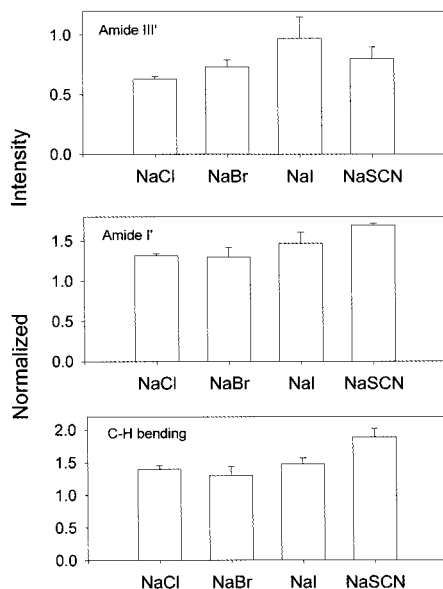 Normalized Intensity
Amide III'
1.0
0.5
0.0
NaCl NaBr NaI NaSCN
Amide I'
1.5
1.0
0.5
0.0
NaCl NaBr NaI NaSCN
C-H bending
2.0
1.5
1.0
0.5
0.0
NaCl NaBr NaI NaSCN